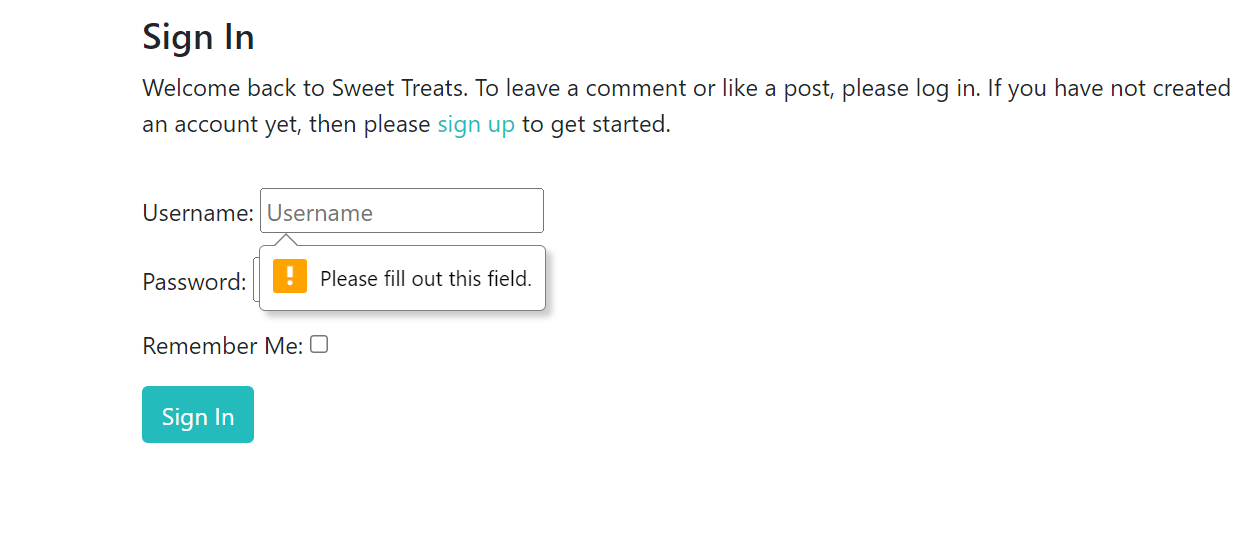 Sign In
Welcome back to Sweet Treats. To leave a comment or like a post, please log in. If you have not created
an account yet, then please sign up to get started.
Username: Username
Please fill out this field.
Password:
Remember Me:
Sign In